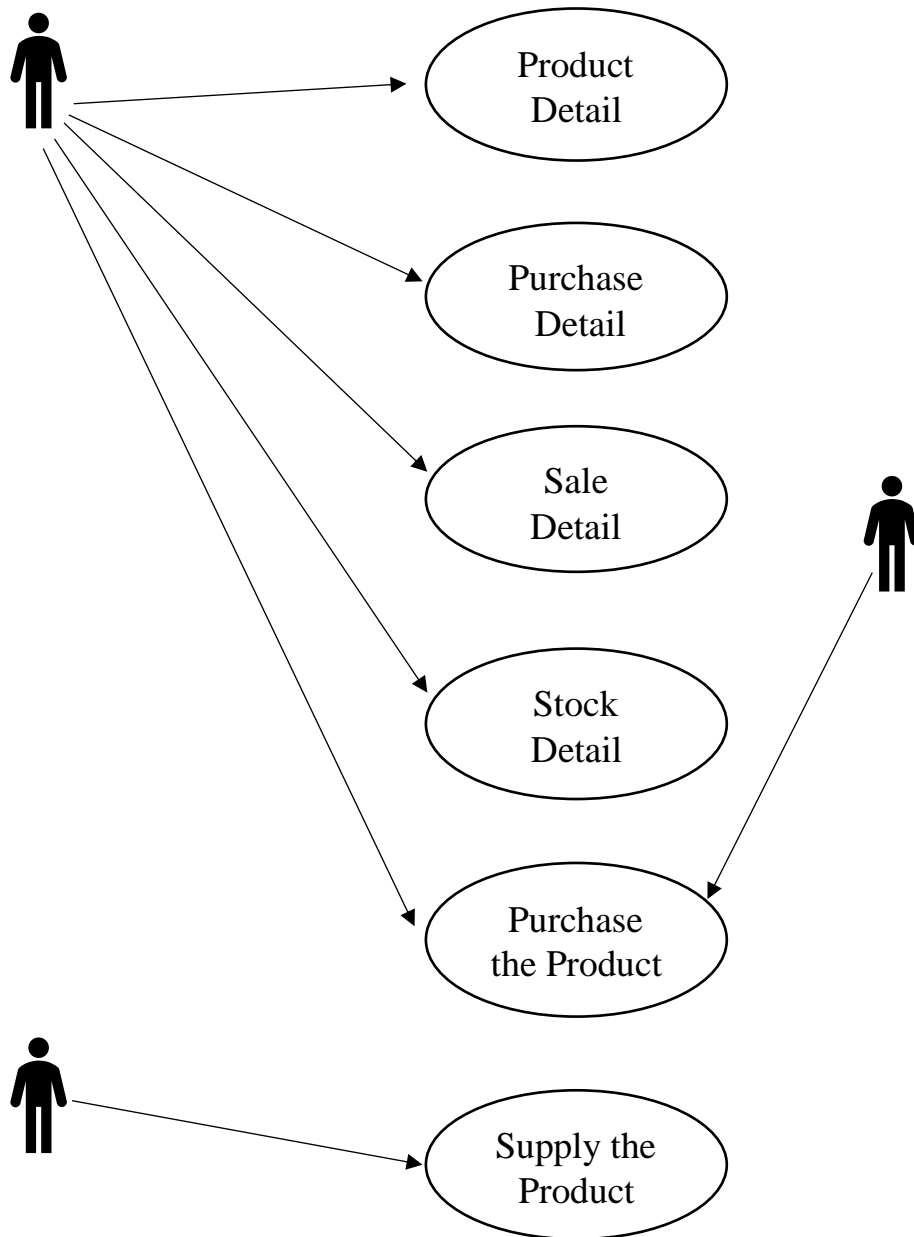 Product
Detail
Purchase
Detail
Sale
Detail
Stock
Detail
Purchase
the Product
Supply the
Product